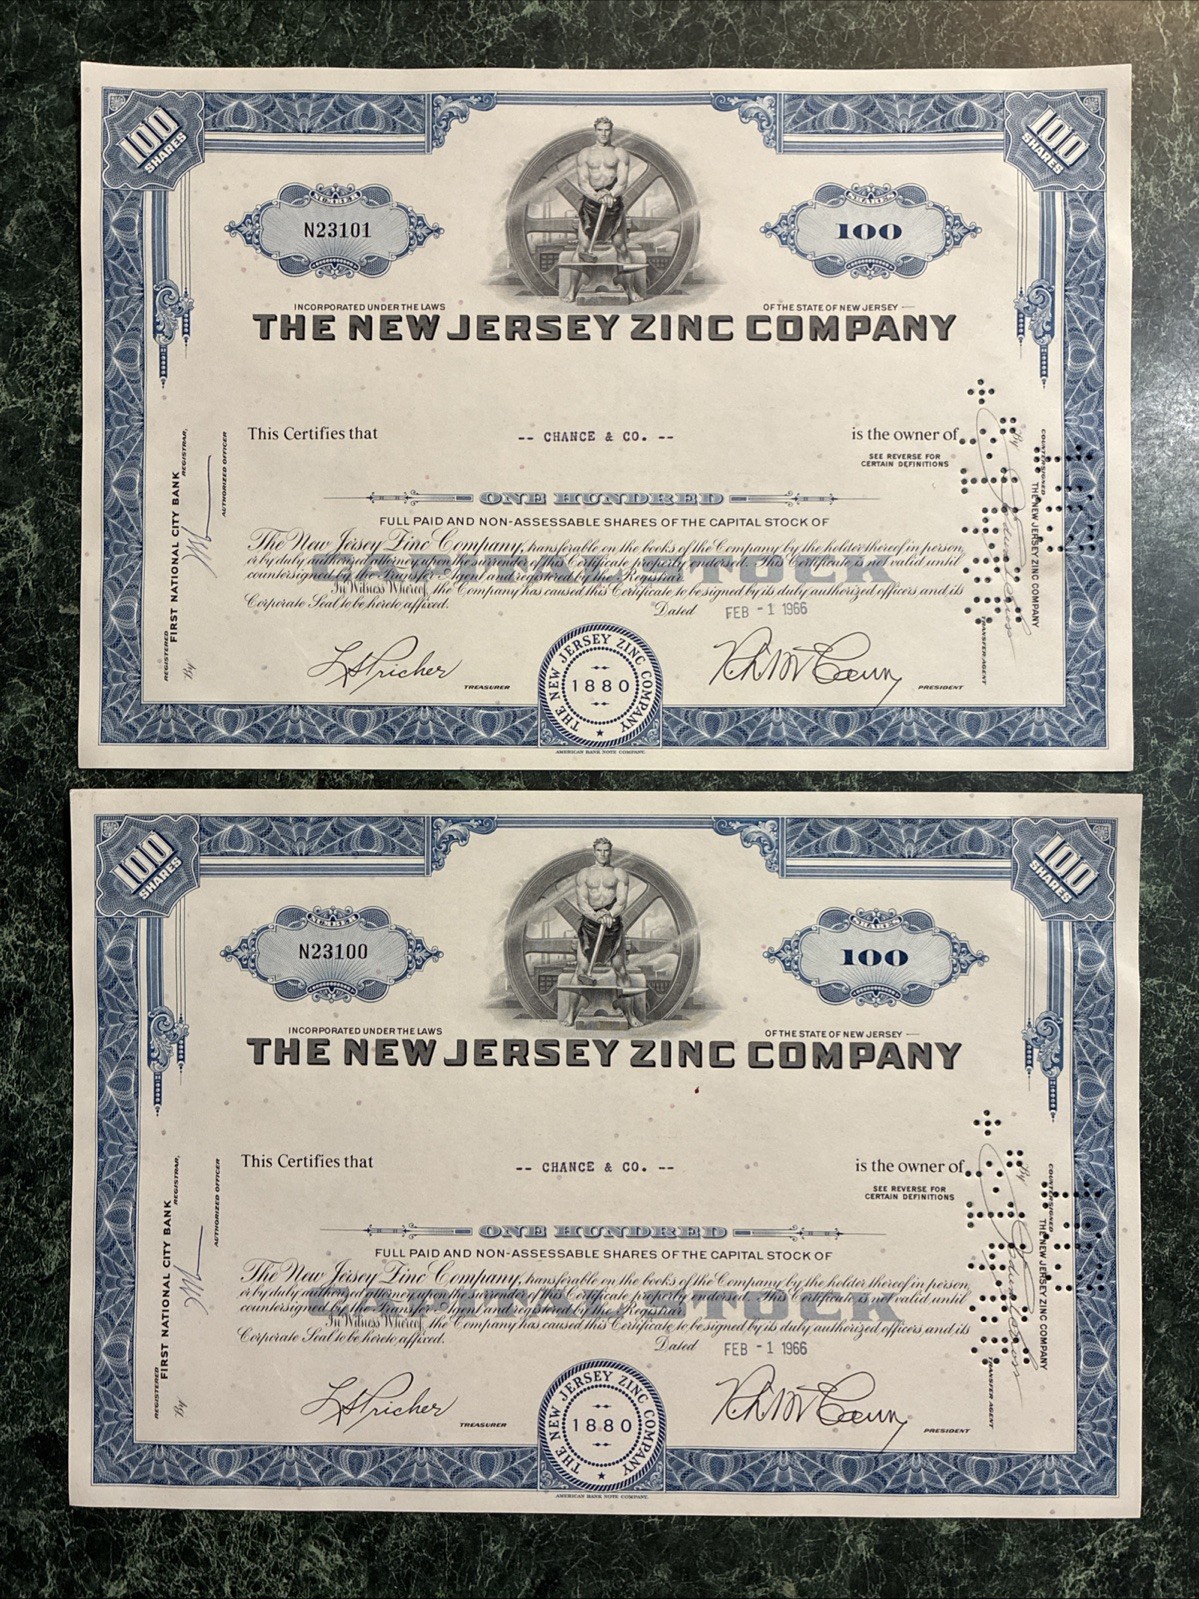 100 SHARES
100 SHARES
NUMBER
SHARES
N23101
100
INCORPORATED UNDER THE LAWS
OF THE STATE OF NEW JERSEY
THE NEW JERSEY ZINC COMPANY
This Certifies that
-- CHANCE & CO. --
is the owner of
SEE REVERSE FOR
CERTAIN DEFINITIONS
ONE HUNDRED
FULL PAID AND NON-ASSESSABLE SHARES OF THE CAPITAL STOCK OF
The New Jersey Zinc Company, transferable on the books of the Company by the holder thereof in person
or by duly authorized attorney upon the surrender of this Certificate properly endorsed. This Certificate is not valid until
countersigned by the Transfer Agent and registered by the Registrar.
In Witness Whereof, the Company has caused this Certificate to be signed by its duly authorized officers and its
Corporate Seal to be hereto affixed.
STOCK
Dated FEB - 1 1966
TREASURER
PRESIDENT
THE NEW JERSEY ZINC COMPANY
1880
AMERICAN BANK NOTE COMPANY.
REGISTERED
FIRST NATIONAL CITY BANK
REGISTRAR,
By
AUTHORIZED OFFICER
COUNTERSIGNED
THE NEW JERSEY ZINC COMPANY
TRANSFER AGENT
By
100 SHARES
100 SHARES
NUMBER
SHARES
N23100
100
INCORPORATED UNDER THE LAWS
OF THE STATE OF NEW JERSEY
THE NEW JERSEY ZINC COMPANY
This Certifies that
-- CHANCE & CO. --
is the owner of
SEE REVERSE FOR
CERTAIN DEFINITIONS
ONE HUNDRED
FULL PAID AND NON-ASSESSABLE SHARES OF THE CAPITAL STOCK OF
The New Jersey Zinc Company, transferable on the books of the Company by the holder thereof in person
or by duly authorized attorney upon the surrender of this Certificate properly endorsed. This Certificate is not valid until
countersigned by the Transfer Agent and registered by the Registrar.
In Witness Whereof, the Company has caused this Certificate to be signed by its duly authorized officers and its
Corporate Seal to be hereto affixed.
STOCK
Dated FEB - 1 1966
TREASURER
PRESIDENT
THE NEW JERSEY ZINC COMPANY
1880
AMERICAN BANK NOTE COMPANY.
REGISTERED
FIRST NATIONAL CITY BANK
REGISTRAR,
By
AUTHORIZED OFFICER
COUNTERSIGNED
THE NEW JERSEY ZINC COMPANY
TRANSFER AGENT
By